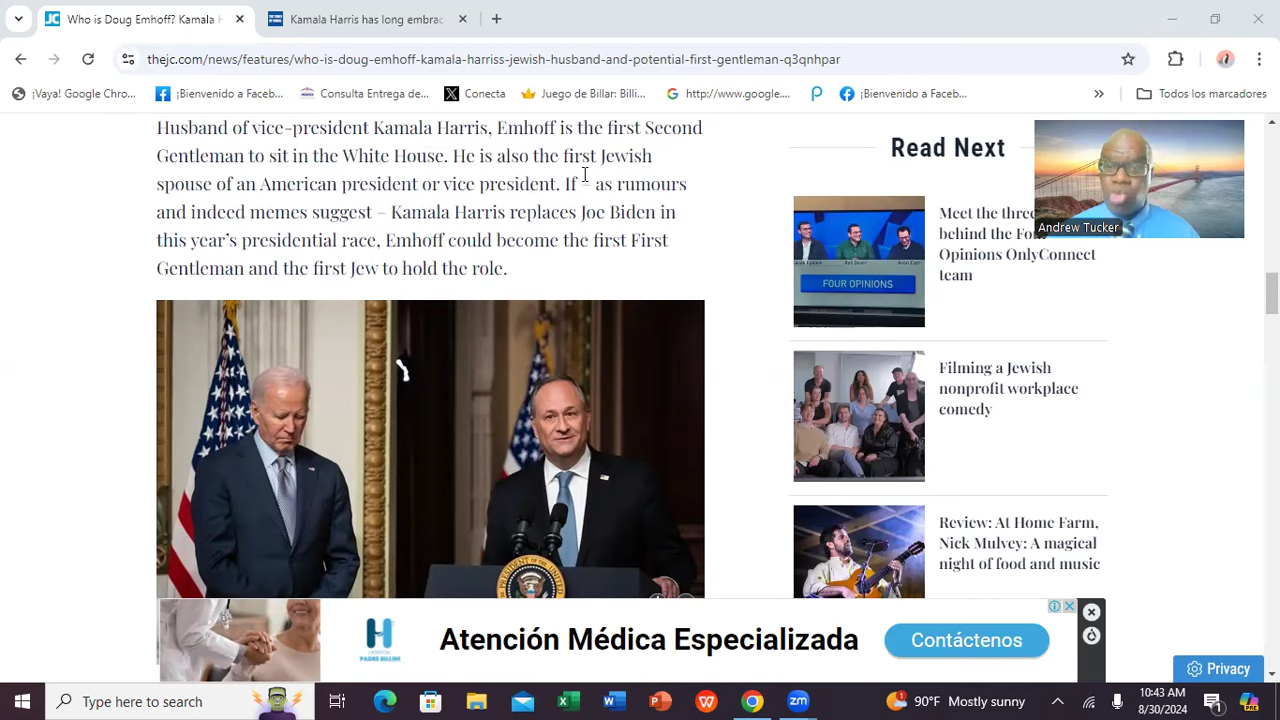 Who is Doug Emhoff? Kamala H
Kamala Harris has long embrac
thejc.com/news/features/who-is-doug-emhoff-kamala-harriss-jewish-husband-and-potential-first-gentleman-q3qnhpar
¡Vaya! Google Chro...
¡Bienvenido a Faceb...
Consulta Entrega de...
Conecta
Juego de Billar: Billi...
http://www.google....
¡Bienvenido a Faceb...
»
Todos los marcadores
Husband of vice-president Kamala Harris, Emhoff is the first Second
Gentleman to sit in the White House. He is also the first Jewish
spouse of an American president or vice president. If – as rumours
and indeed memes suggest – Kamala Harris replaces Joe Biden in
this year’s presidential race, Emhoff could become the first First
Gentleman and the first Jew to hold the role.
Read Next
Meet the three
behind the Fou
Opinions OnlyConnect
team
FOUR OPINIONS
Andrew Tucker
Filming a Jewish
nonprofit workplace
comedy
Review: At Home Farm,
Nick Mulvey: A magical
night of food and music
HOSPITAL
PADRE BILLINI
Atención Médica Especializada
Contáctenos
Privacy
Type here to search
90°F Mostly sunny
10:43 AM
8/30/2024
1
PRE